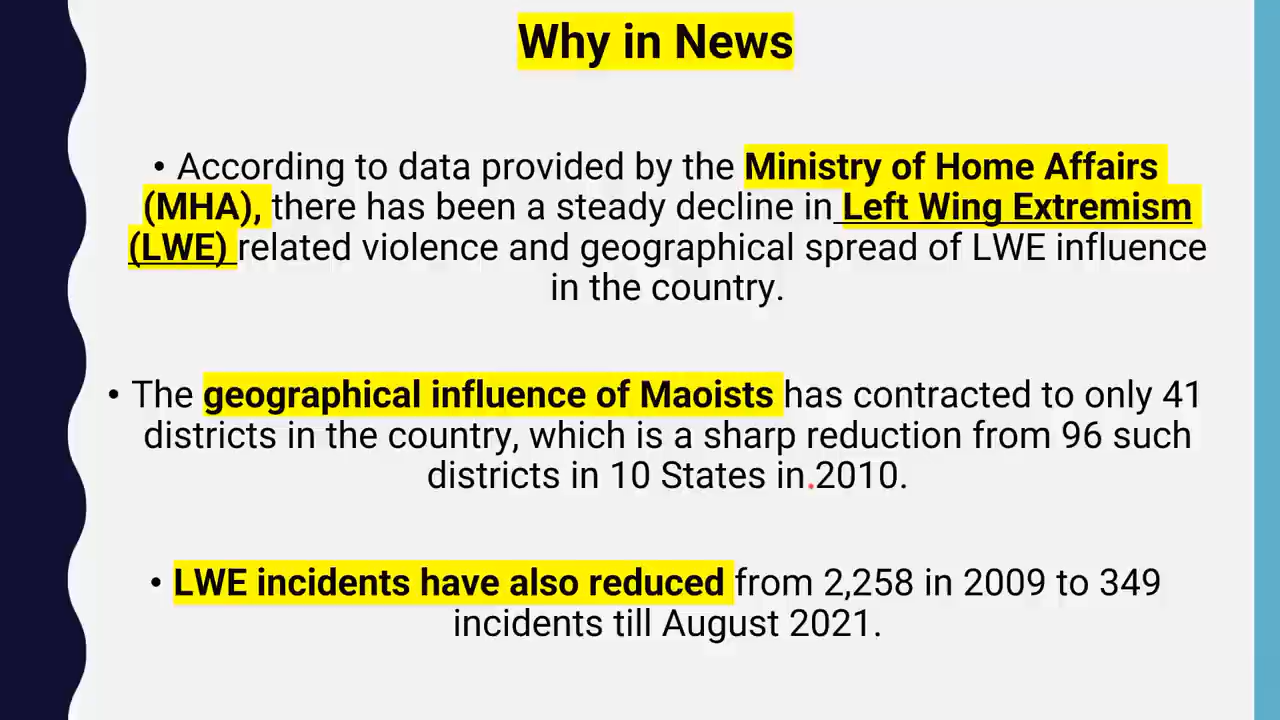 Why in News
• According to data provided by the Ministry of Home Affairs
(MHA), there has been a steady decline in Left Wing Extremism
(LWE) related violence and geographical spread of LWE influence
in the country.
• The geographical influence of Maoists has contracted to only 41
districts in the country, which is a sharp reduction from 96 such
districts in 10 States in 2010.
• LWE incidents have also reduced from 2,258 in 2009 to 349
incidents till August 2021.